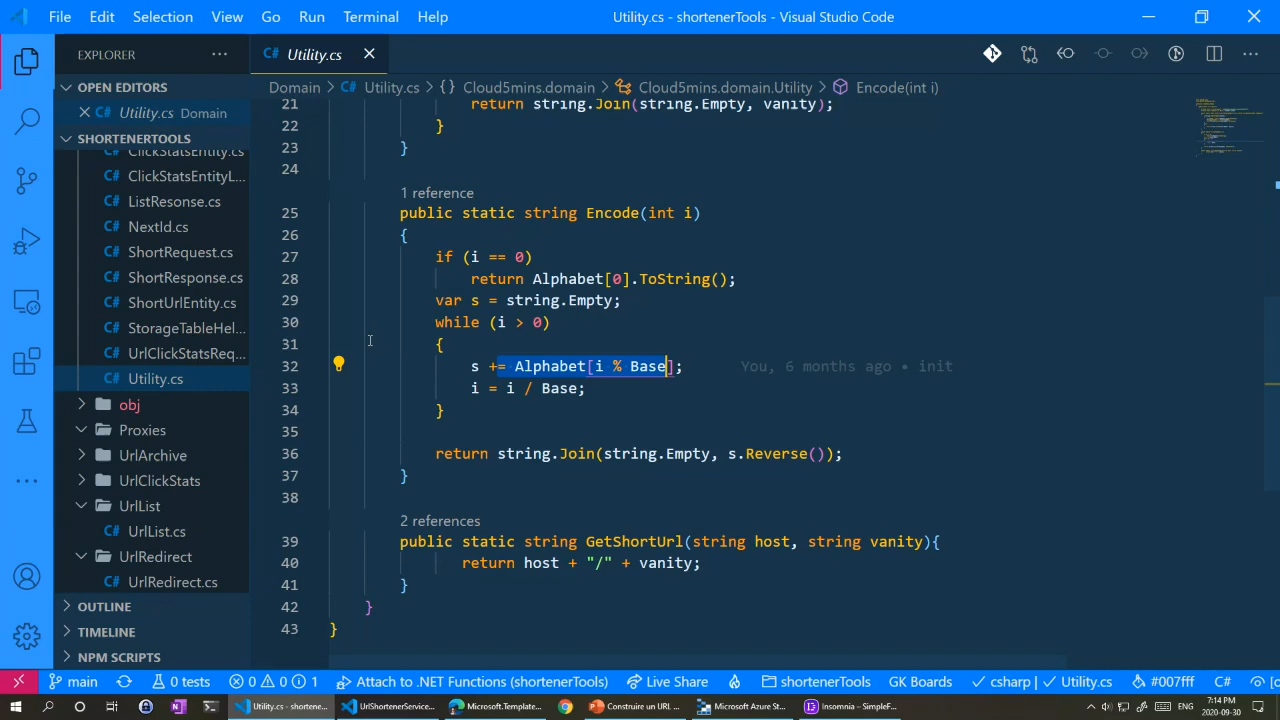 File Edit Selection View Go Run Terminal Help Utility.cs - shortenerTools - Visual Studio Code
EXPLORER ···
C# Utility.cs
OPEN EDITORS
C# Utility.cs Domain
SHORTENERTOOLS
C# ClickStatsEntity.cs
C# ClickStatsEntityL...
C# ListResonse.cs
C# NextId.cs
C# ShortRequest.cs
C# ShortResponse.cs
C# ShortUrlEntity.cs
C# StorageTableHel...
C# UrlClickStatsReq...
C# Utility.cs
obj
Proxies
UrlArchive
UrlClickStats
UrlList
C# UrlList.cs
UrlRedirect
C# UrlRedirect.cs
OUTLINE
TIMELINE
NPM SCRIPTS
Domain > C# Utility.cs > {} Cloud5mins.domain > Cloud5mins.domain.Utility > Encode(int i)
21 return string.Join(string.Empty, vanity);
22 }
23 }
24
1 reference
25 public static string Encode(int i)
26 {
27 if (i == 0)
28 return Alphabet[0].ToString();
29 var s = string.Empty;
30 while (i > 0)
31 {
32 s += Alphabet[i % Base]; You, 6 months ago • init
33 i = i / Base;
34 }
35
36 return string.Join(string.Empty, s.Reverse());
37 }
38
2 references
39 public static string GetShortUrl(string host, string vanity){
40 return host + "/" + vanity;
41 }
42 }
43 }
main 0 tests 0 0 1 Attach to .NET Functions (shortenerTools) Live Share shortenerTools GK Boards csharp | Utility.cs #007fff C#
Utility.cs - shortene... UrlShortenerService... Microsoft.Template... Construire un URL ... Microsoft Azure St... Insomnia – SimpleF... ENG 7:14 PM
2020-09-30